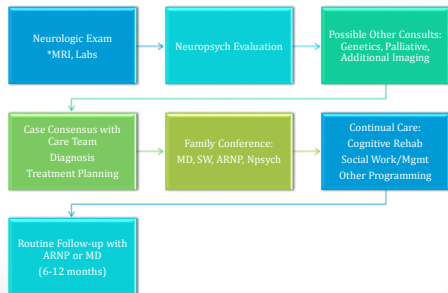 Neurologic Exam
*MRI, Labs
Neuropsych Evaluation
Possible Other Consults:
Genetics, Palliative,
Additional Imaging
Case Consensus with
Care Team
Diagnosis
Treatment Planning
Family Conference:
MD, SW, ARNP, Npsych
Continual Care:
Cognitive Rehab
Social Work/Mgmt
Other Programming
Routine Follow-up with
ARNP or MD
(6-12 months)